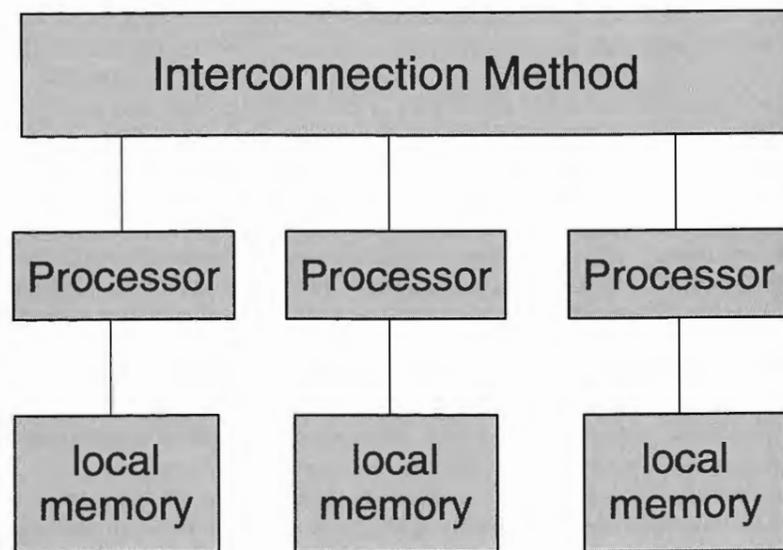 Interconnection Method
Processor
Processor
Processor
local
memory
local
memory
local
memory